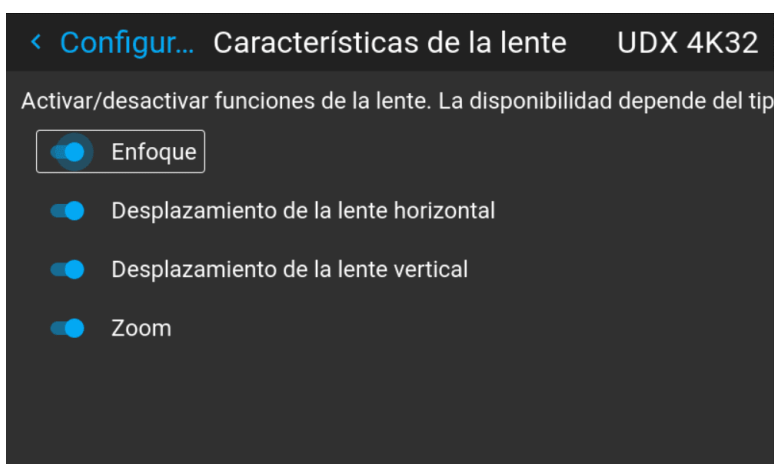 Configur... Características de la lente UDX 4K32
Activar/desactivar funciones de la lente. La disponibilidad depende del tip
Enfoque
Desplazamiento de la lente horizontal
Desplazamiento de la lente vertical
Zoom